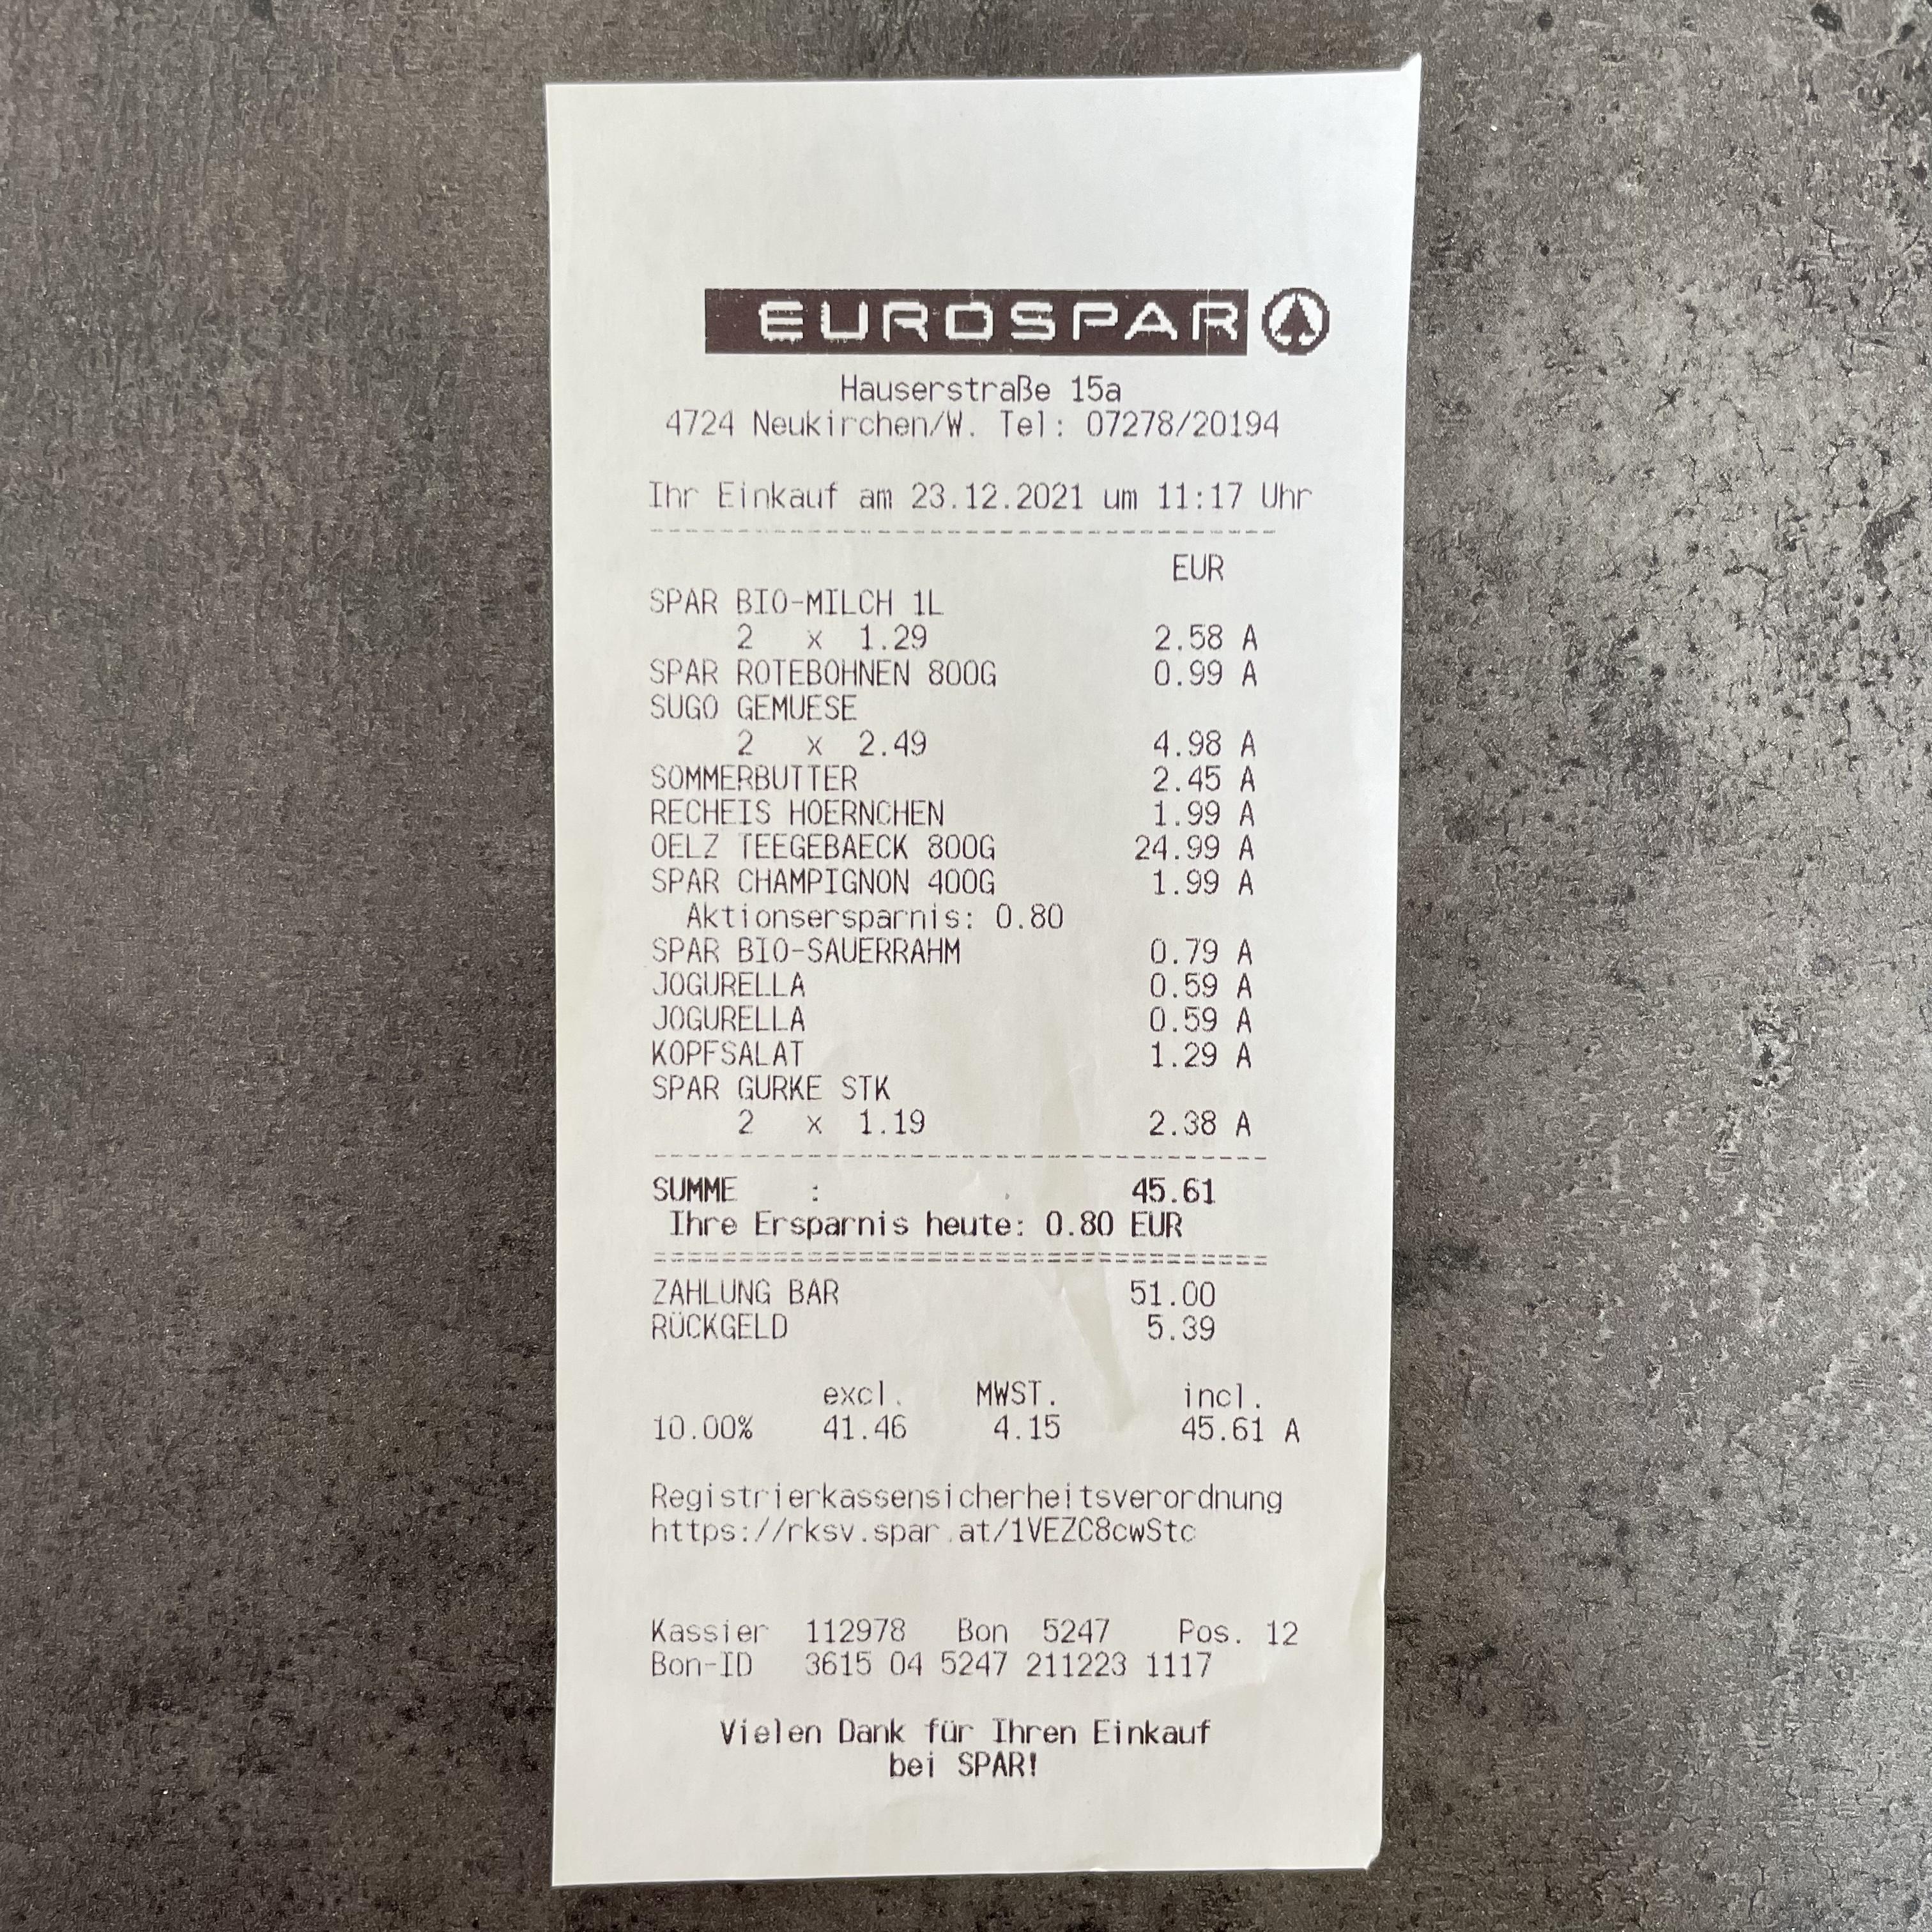 EUROSPAR
Hauserstraße 15a
4724 Neukirchen/W. Tel: 07278/20194
Ihr Einkauf am 23.12.2021 um 11:17 Uhr
EUR
SPAR BIO-MILCH 1L
2 x 1.29 2.58 A
SPAR ROTEBOHNEN 800G 0.99 A
SUGO GEMUESE
2 x 2.49 4.98 A
SOMMERBUTTER 2.45 A
RECHEIS HOERNCHEN 1.99 A
OELZ TEEGEBAECK 800G 24.99 A
SPAR CHAMPIGNON 400G 1.99 A
Aktionsersparnis: 0.80
SPAR BIO-SAUERRAHM 0.79 A
JOGURELLA 0.59 A
JOGURELLA 0.59 A
KOPFSALAT 1.29 A
SPAR GURKE STK
2 x 1.19 2.38 A
SUMME : 45.61
Ihre Ersparnis heute: 0.80 EUR
ZAHLUNG BAR 51.00
RÜCKGELD 5.39
excl. MWST. incl.
10.00% 41.46 4.15 45.61 A
Registrierkassensicherheitsverordnung
https://rksv.spar.at/1VEZC8cwStc
Kassier 112978 Bon 5247 Pos. 12
Bon-ID 3615 04 5247 211223 1117
Vielen Dank für Ihren Einkauf
bei SPAR!